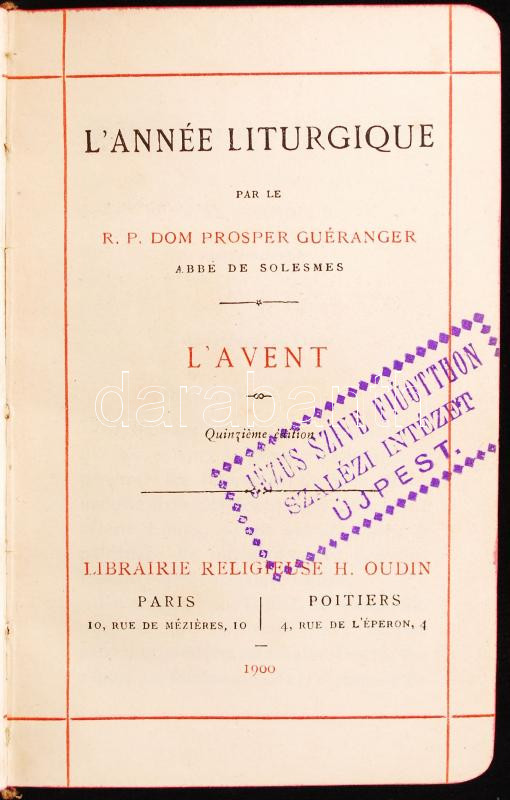 L'ANNÉE LITURGIQUE
PAR LE
R. P. DOM PROSPER GUÉRANGER
ABBÉ DE SOLESMES
L'AVENT
Quinzième édition
JÉZUS SZIVE FIÚOTTHON
SZALÉZI INTÉZET
ÚJPEST.
LIBRAIRIE RELIGIEUSE H. OUDIN
PARIS
10, RUE DE MÉZIÈRES, 10
POITIERS
4, RUE DE L'ÉPERON, 4
1900